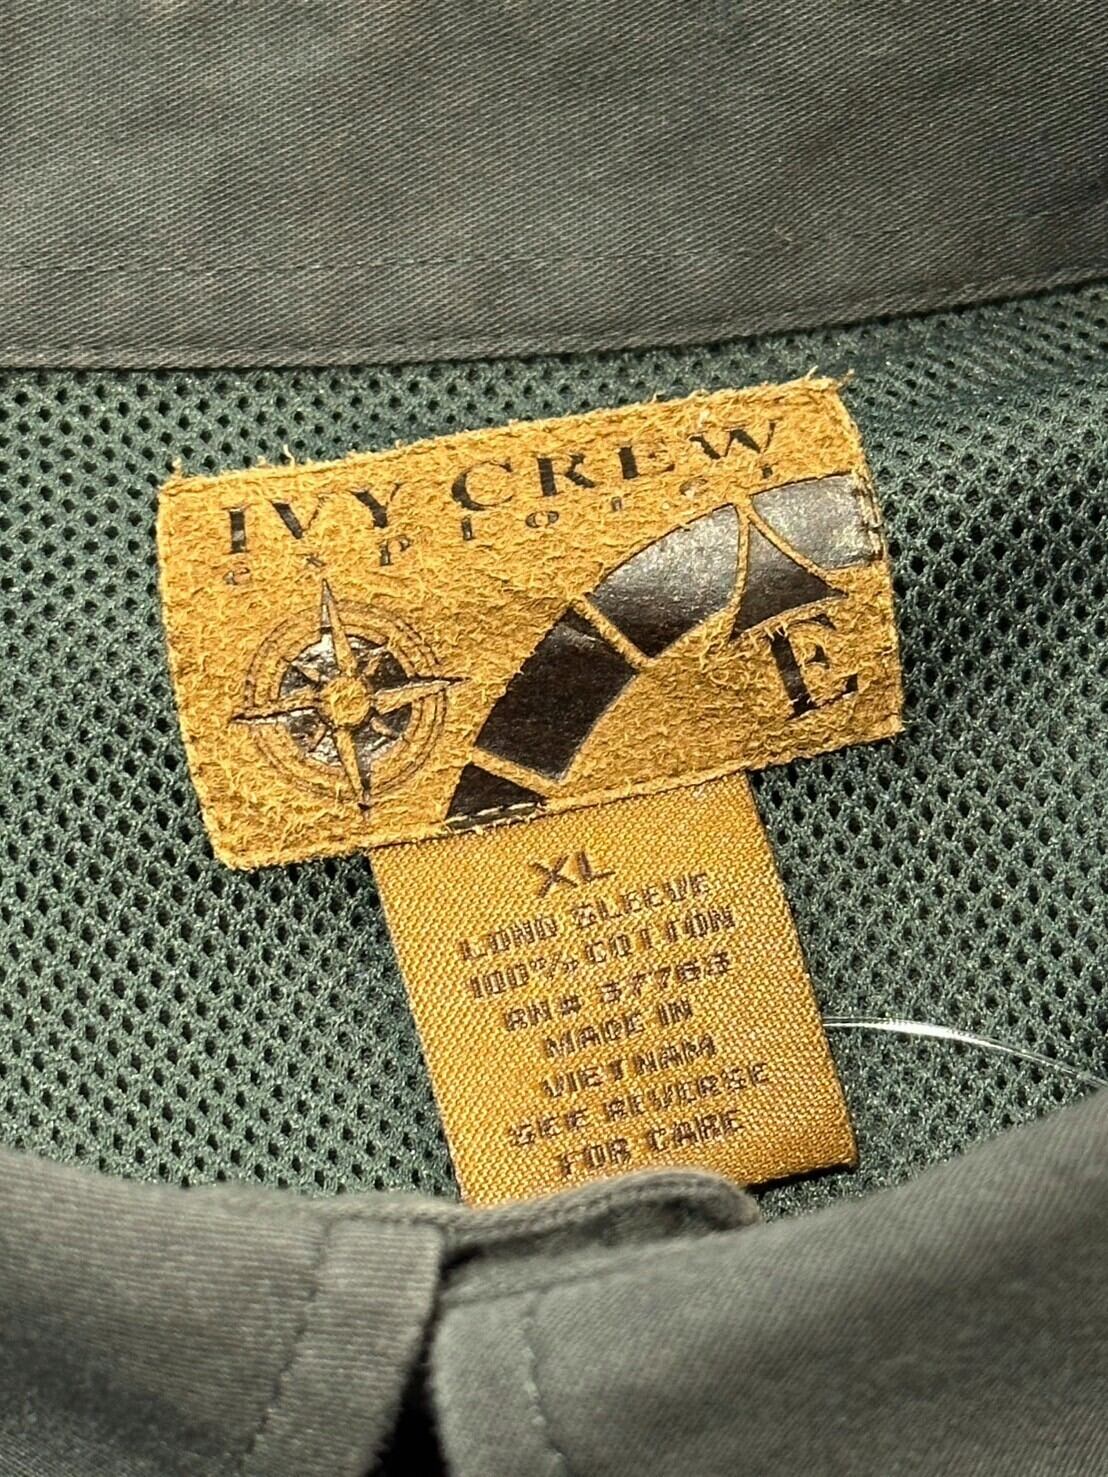 IVY CREW
explorer
E
XL
LONG SLEEVE
100% COTTON
RN# 37763
MADE IN
VIETNAM
SEE REVERSE
FOR CARE